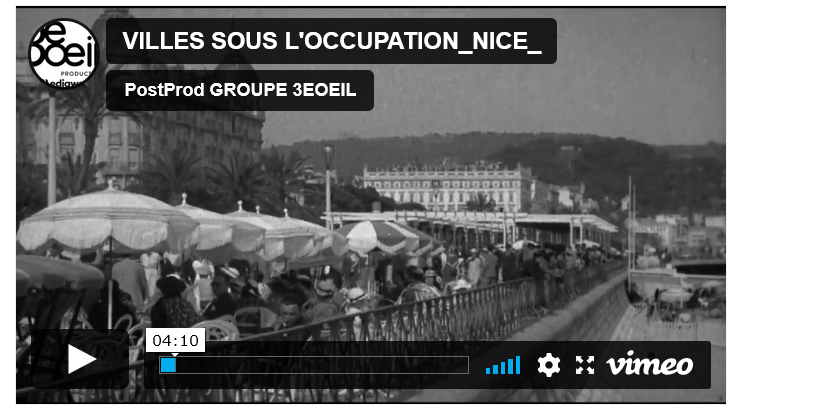 VILLES SOUS L'OCCUPATION_NICE_
PostProd GROUPE 3EOEIL
04:10
vimeo